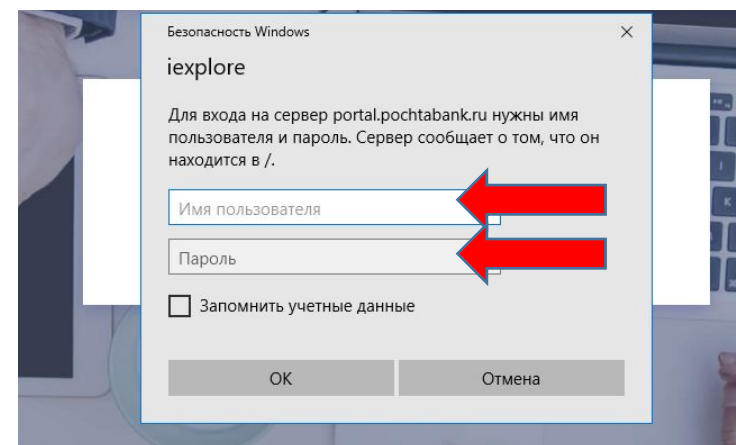 Безопасность Windows
iexplore
Для входа на сервер portal.pochtabank.ru нужны имя
пользователя и пароль. Сервер сообщает о том, что он
находится в /.
Имя пользователя
Пароль
Запомнить учетные данные
OK
Отмена